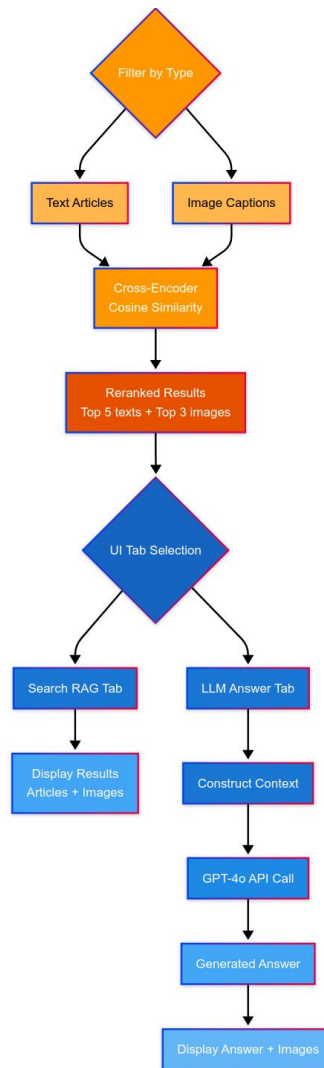 Filter by Type
Text Articles
Image Captions
Cross-Encoder
Cosine Similarity
Reranked Results
Top 5 texts + Top 3 images
UI Tab Selection
Search RAG Tab
LLM Answer Tab
Display Results
Articles + Images
Construct Context
GPT-4o API Call
Generated Answer
Display Answer + Images